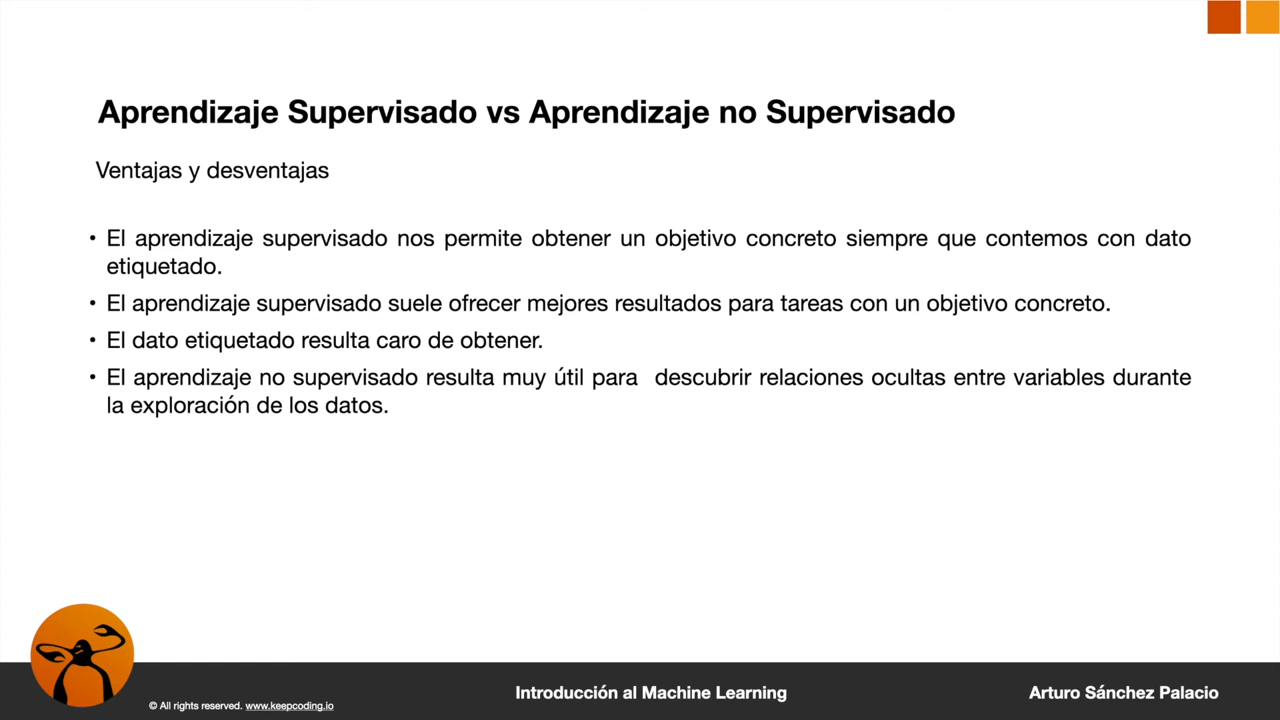 Aprendizaje Supervisado vs Aprendizaje no Supervisado
Ventajas y desventajas
• El aprendizaje supervisado nos permite obtener un objetivo concreto siempre que contemos con dato
etiquetado.
• El aprendizaje supervisado suele ofrecer mejores resultados para tareas con un objetivo concreto.
• El dato etiquetado resulta caro de obtener.
• El aprendizaje no supervisado resulta muy útil para descubrir relaciones ocultas entre variables durante
la exploración de los datos.
© All rights reserved. www.keepcoding.io
Introducción al Machine Learning
Arturo Sánchez Palacio